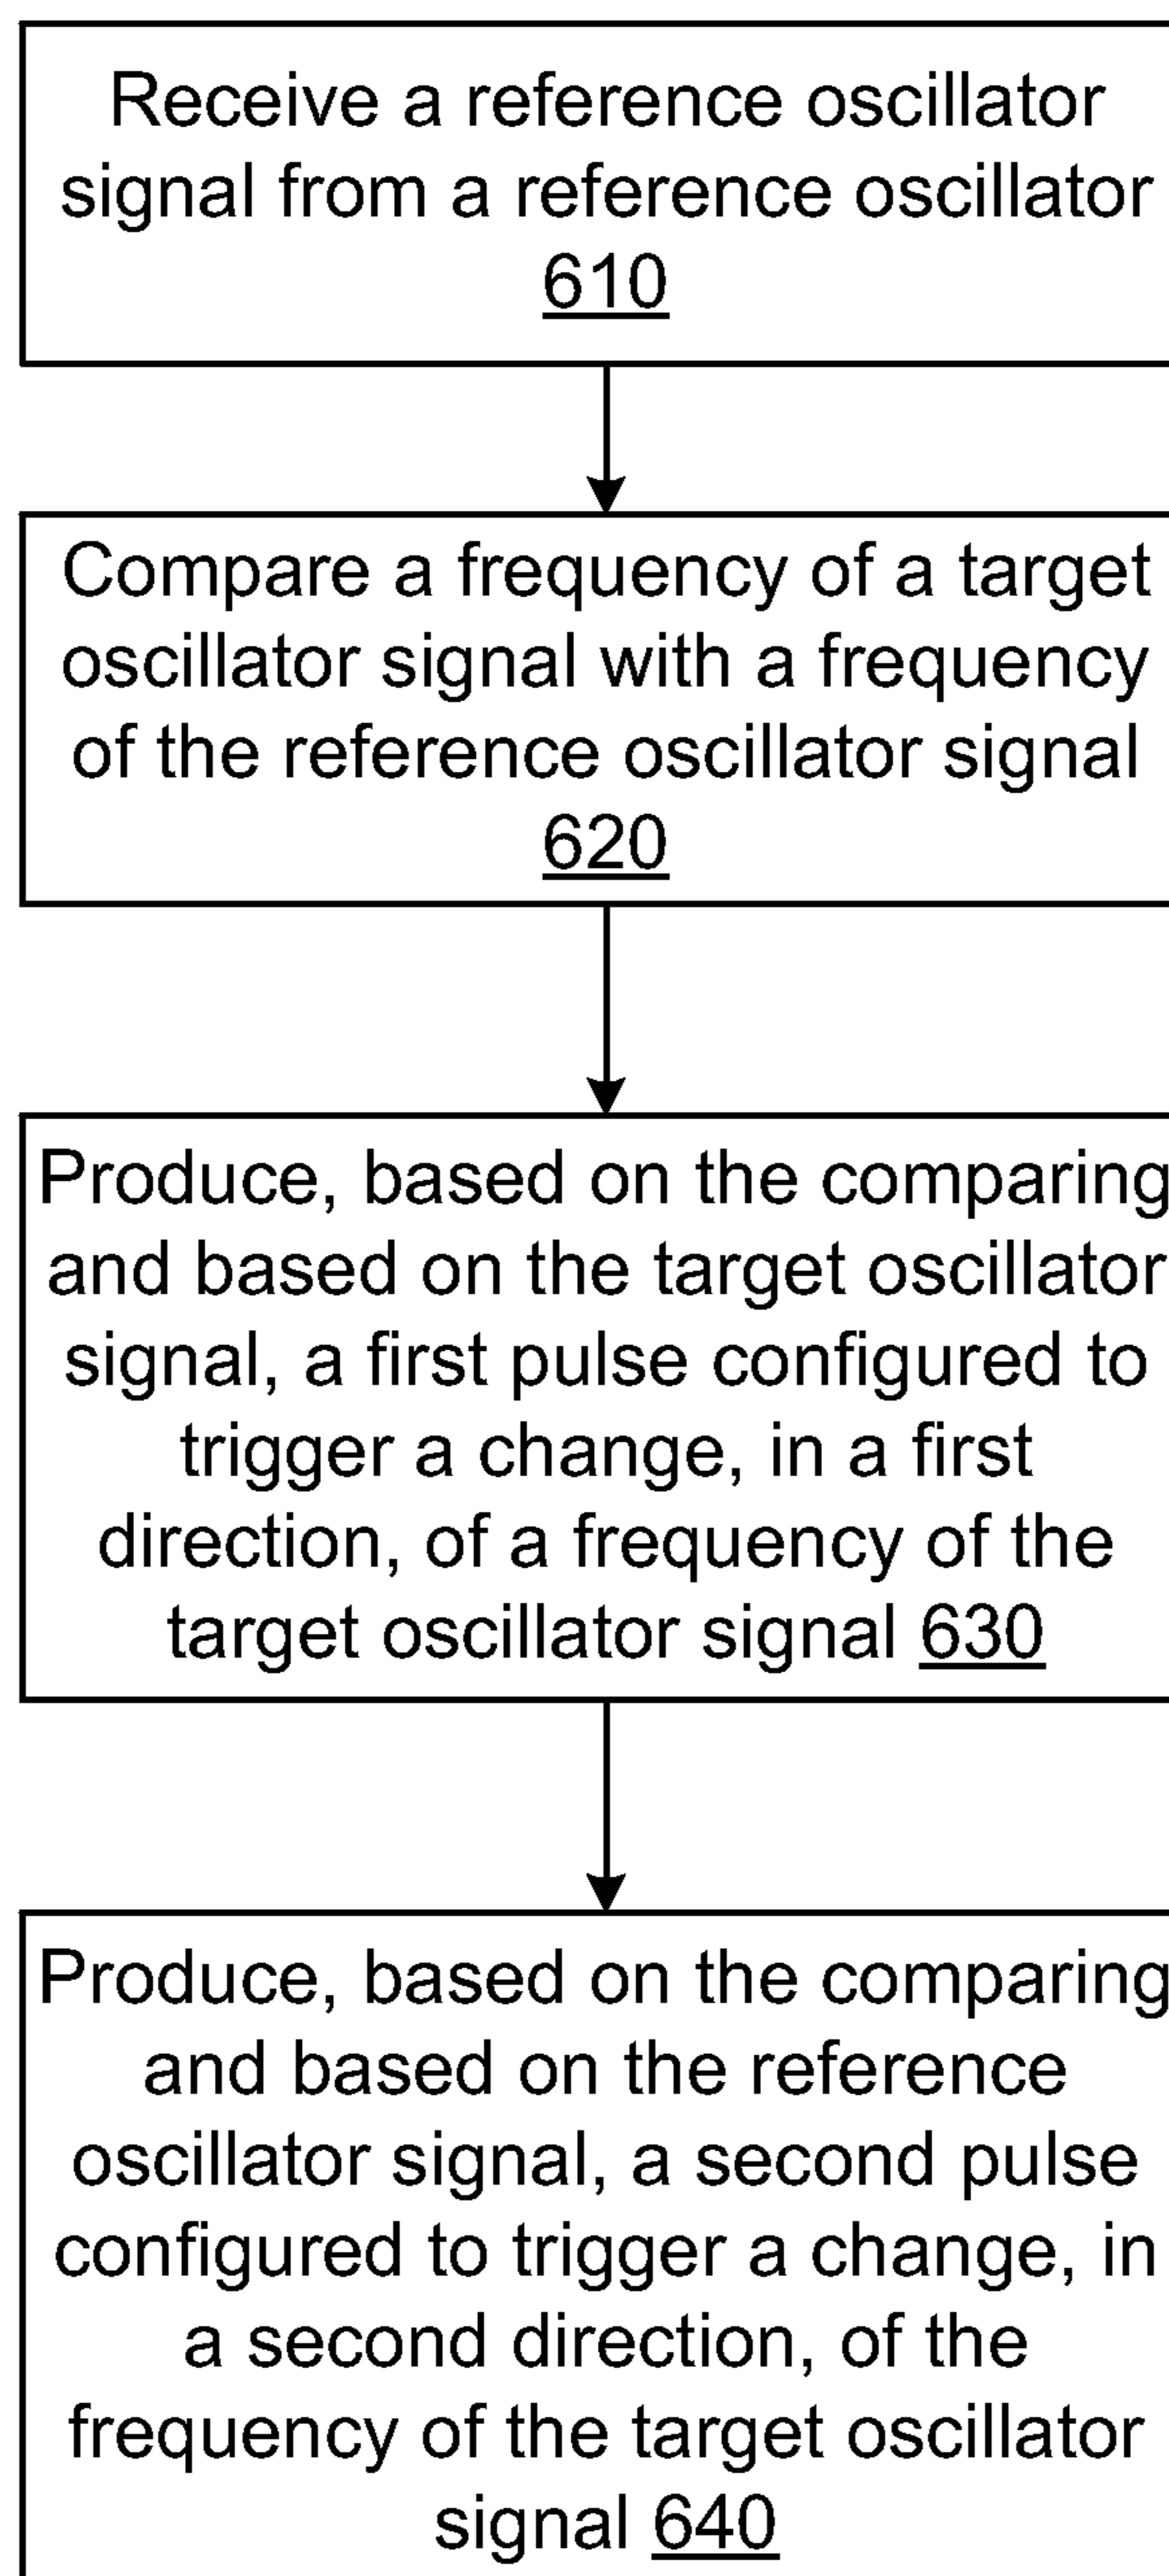 Receive a reference oscillator
signal from a reference oscillator
610
Compare a frequency of a target
oscillator signal with a frequency
of the reference oscillator signal
620
Produce, based on the comparing
and based on the target oscillator
signal, a first pulse configured to
trigger a change, in a first
direction, of a frequency of the
target oscillator signal 630
Produce, based on the comparing
and based on the reference
oscillator signal, a second pulse
configured to trigger a change, in
a second direction, of the
frequency of the target oscillator
signal 640